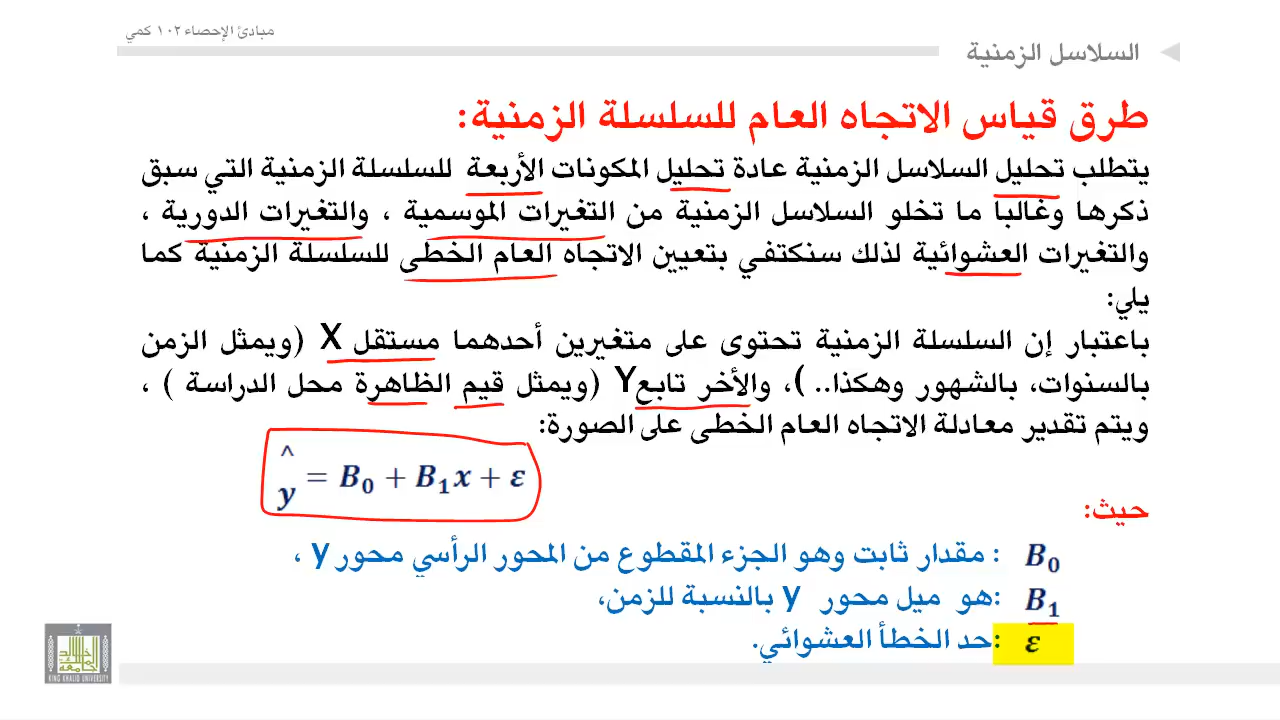 مبادئ الإحصاء ١٠٢ كمي
السلاسل الزمنية
طرق قياس الاتجاه العام للسلسلة الزمنية:
يتطلب تحليل السلاسل الزمنية عادة تحليل المكونات الأربعة للسلسلة الزمنية التي سبق
ذكرها وغالبا ما تخلو السلاسل الزمنية من التغيرات الموسمية ، والتغيرات الدورية ،
والتغيرات العشوائية لذلك سنكتفي بتعيين الاتجاه العام الخطى للسلسلة الزمنية كما
يلي:
باعتبار إن السلسلة الزمنية تحتوى على متغيرين أحدهما مستقل X (ويمثل الزمن
بالسنوات، بالشهور وهكذا.. )، والأخر تابع Y (ويمثل قيم الظاهرة محل الدراسة ) ،
ويتم تقدير معادلة الاتجاه العام الخطى على الصورة:
ŷ = B₀ + B₁x + ε
حيث:
B₀ : مقدار ثابت وهو الجزء المقطوع من المحور الرأسي محور y ،
B₁ :هو ميل محور y بالنسبة للزمن،
ε :حد الخطأ العشوائي.
KING KHALID UNIVERSITY